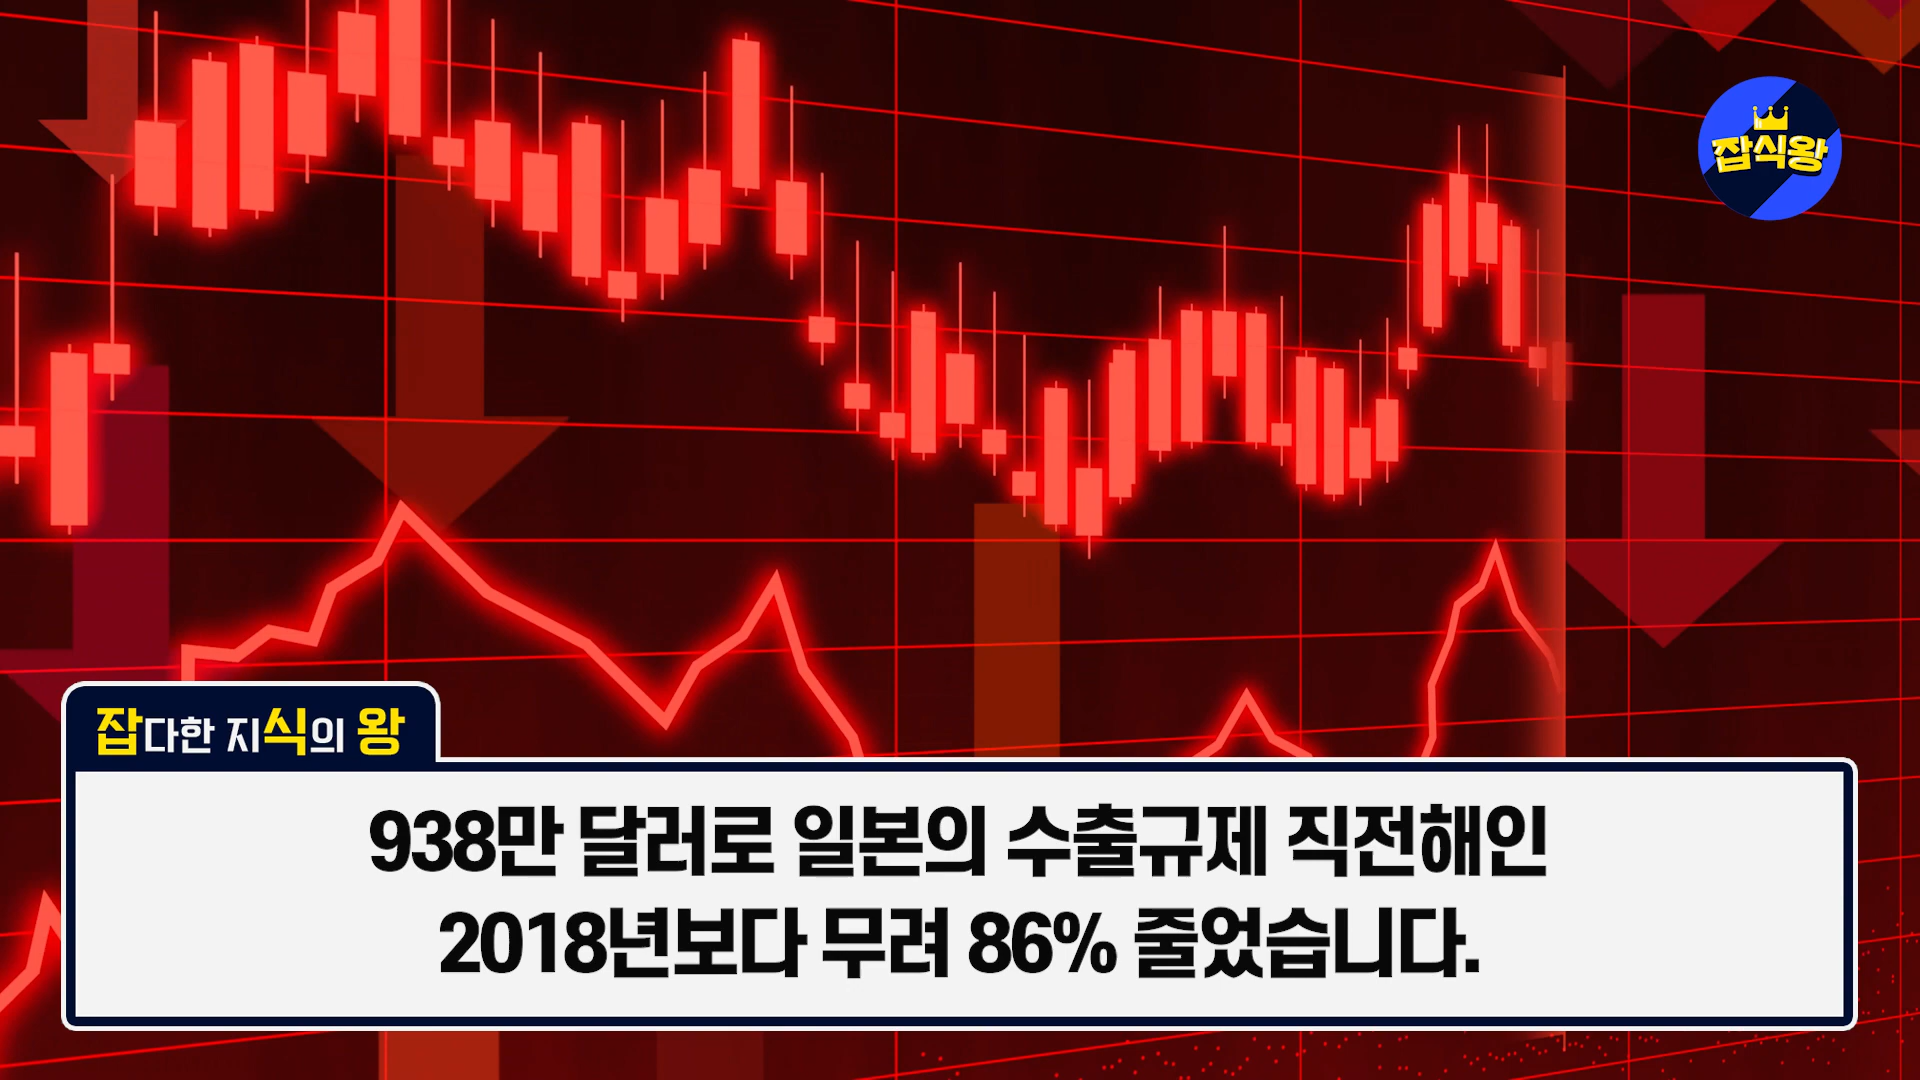 잡식왕
잡다한 지식의 왕
938만 달러로 일본의 수출규제 직전해인
2018년보다 무려 86% 줄었습니다.